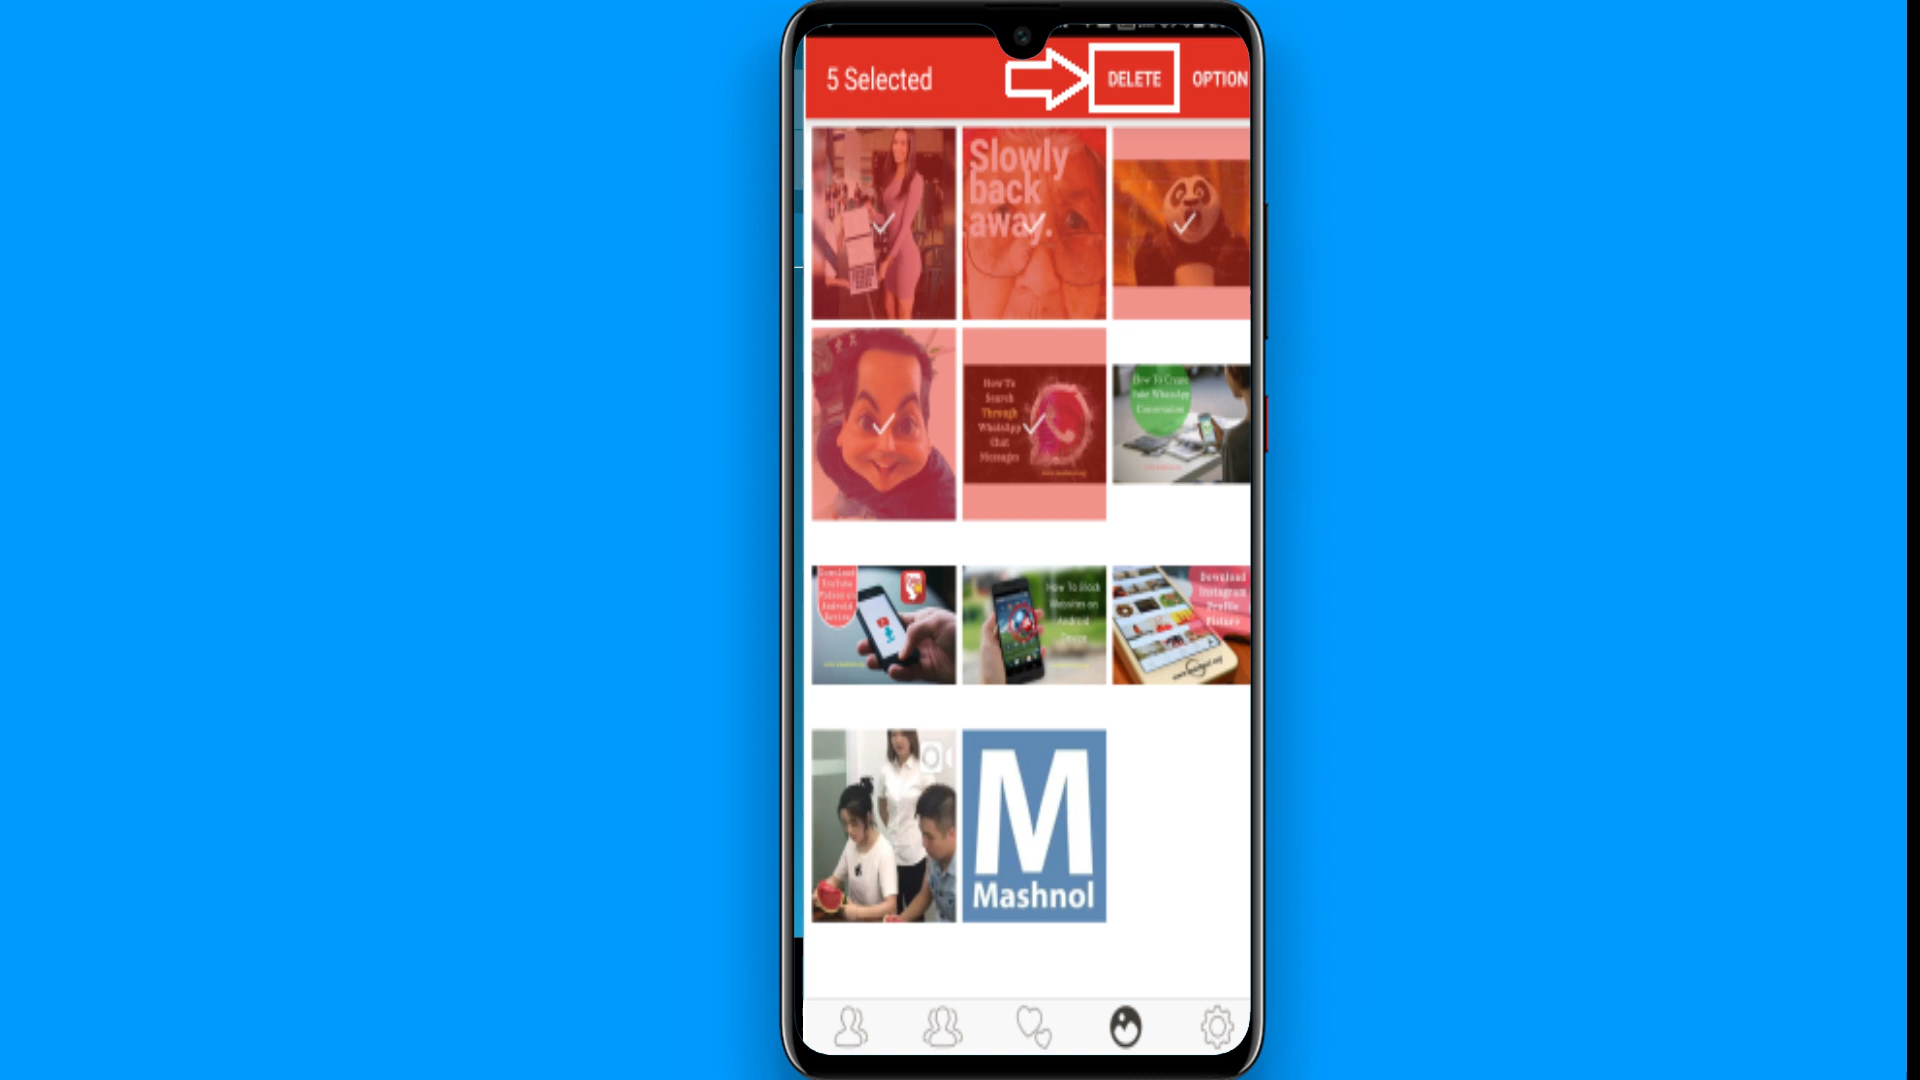 5 Selected
DELETE
OPTION
Slowly
back
away.
How To
Search
Through
WhatsApp
Chat
Messages
How To Create
Fake WhatsApp
Conversation
Download
YouTube
Videos on
Android
Device
How To Block
Websites on
Android
Device
Download
Instagram
Profile
Picture
M
Mashnol